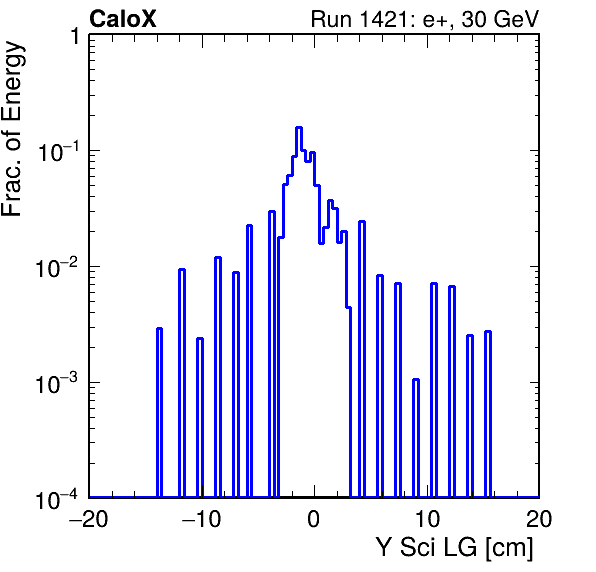 CaloX
Run 1421: e+, 30 GeV
Frac. of Energy
1
10⁻¹
10⁻²
10⁻³
10⁻⁴
−20
−10
0
10
20
Y Sci LG [cm]